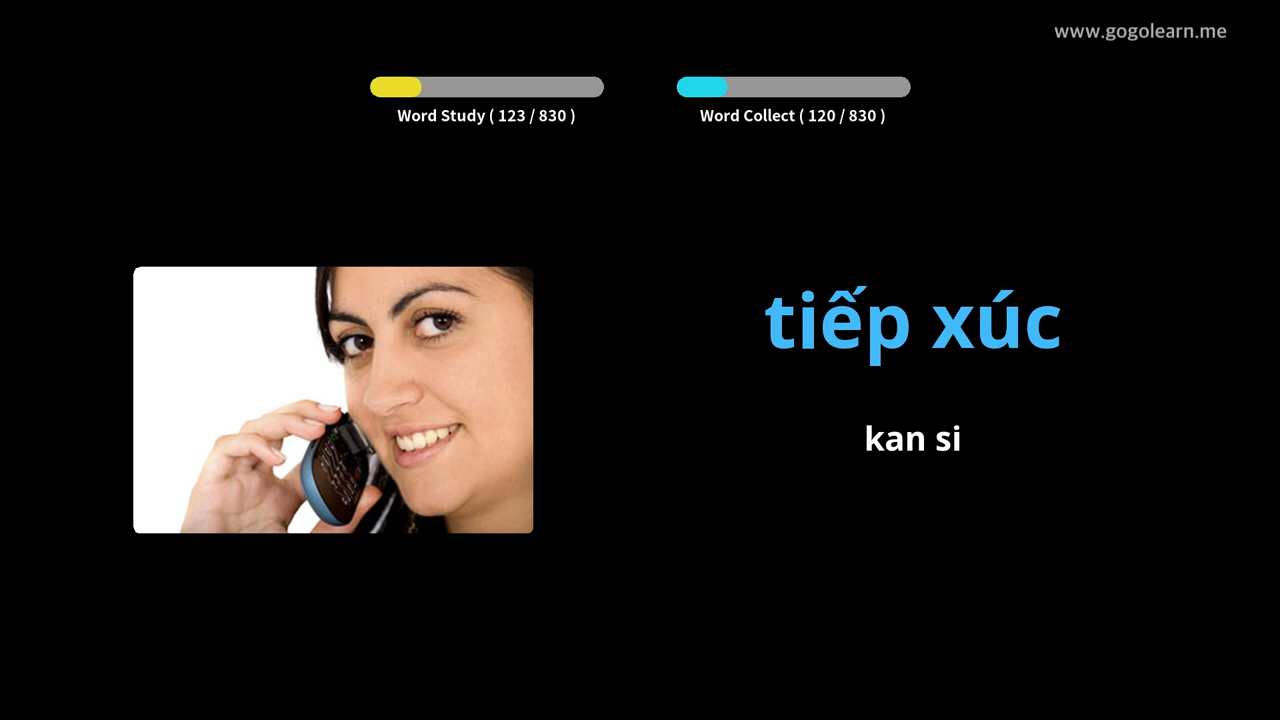 www.gogolearn.me
Word Study ( 123 / 830 )
Word Collect ( 120 / 830 )
tiếp xúc
kan si